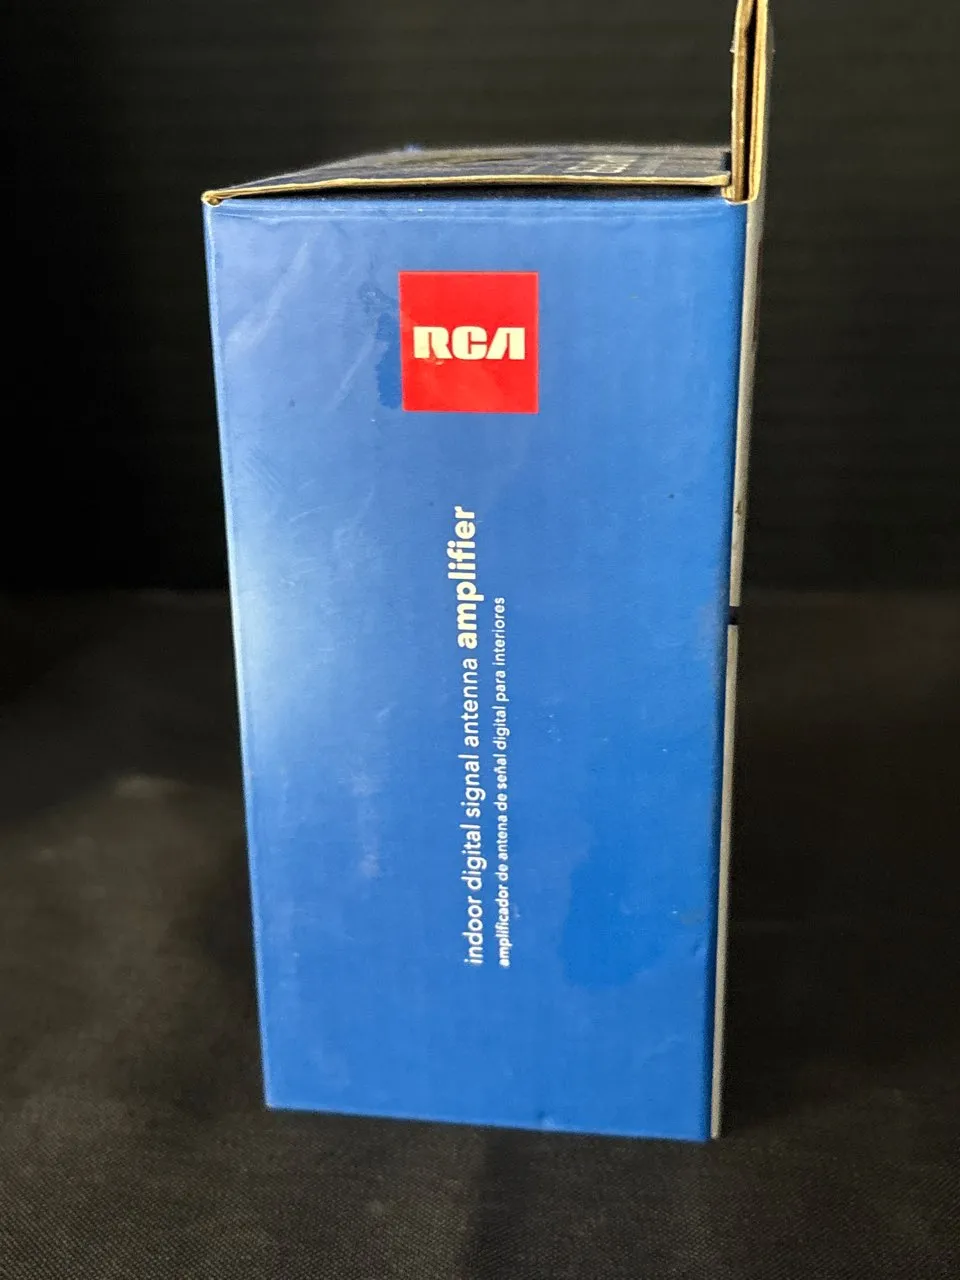 RCA
indoor digital signal antenna amplifier
amplificador de antena de señal digital para interiores